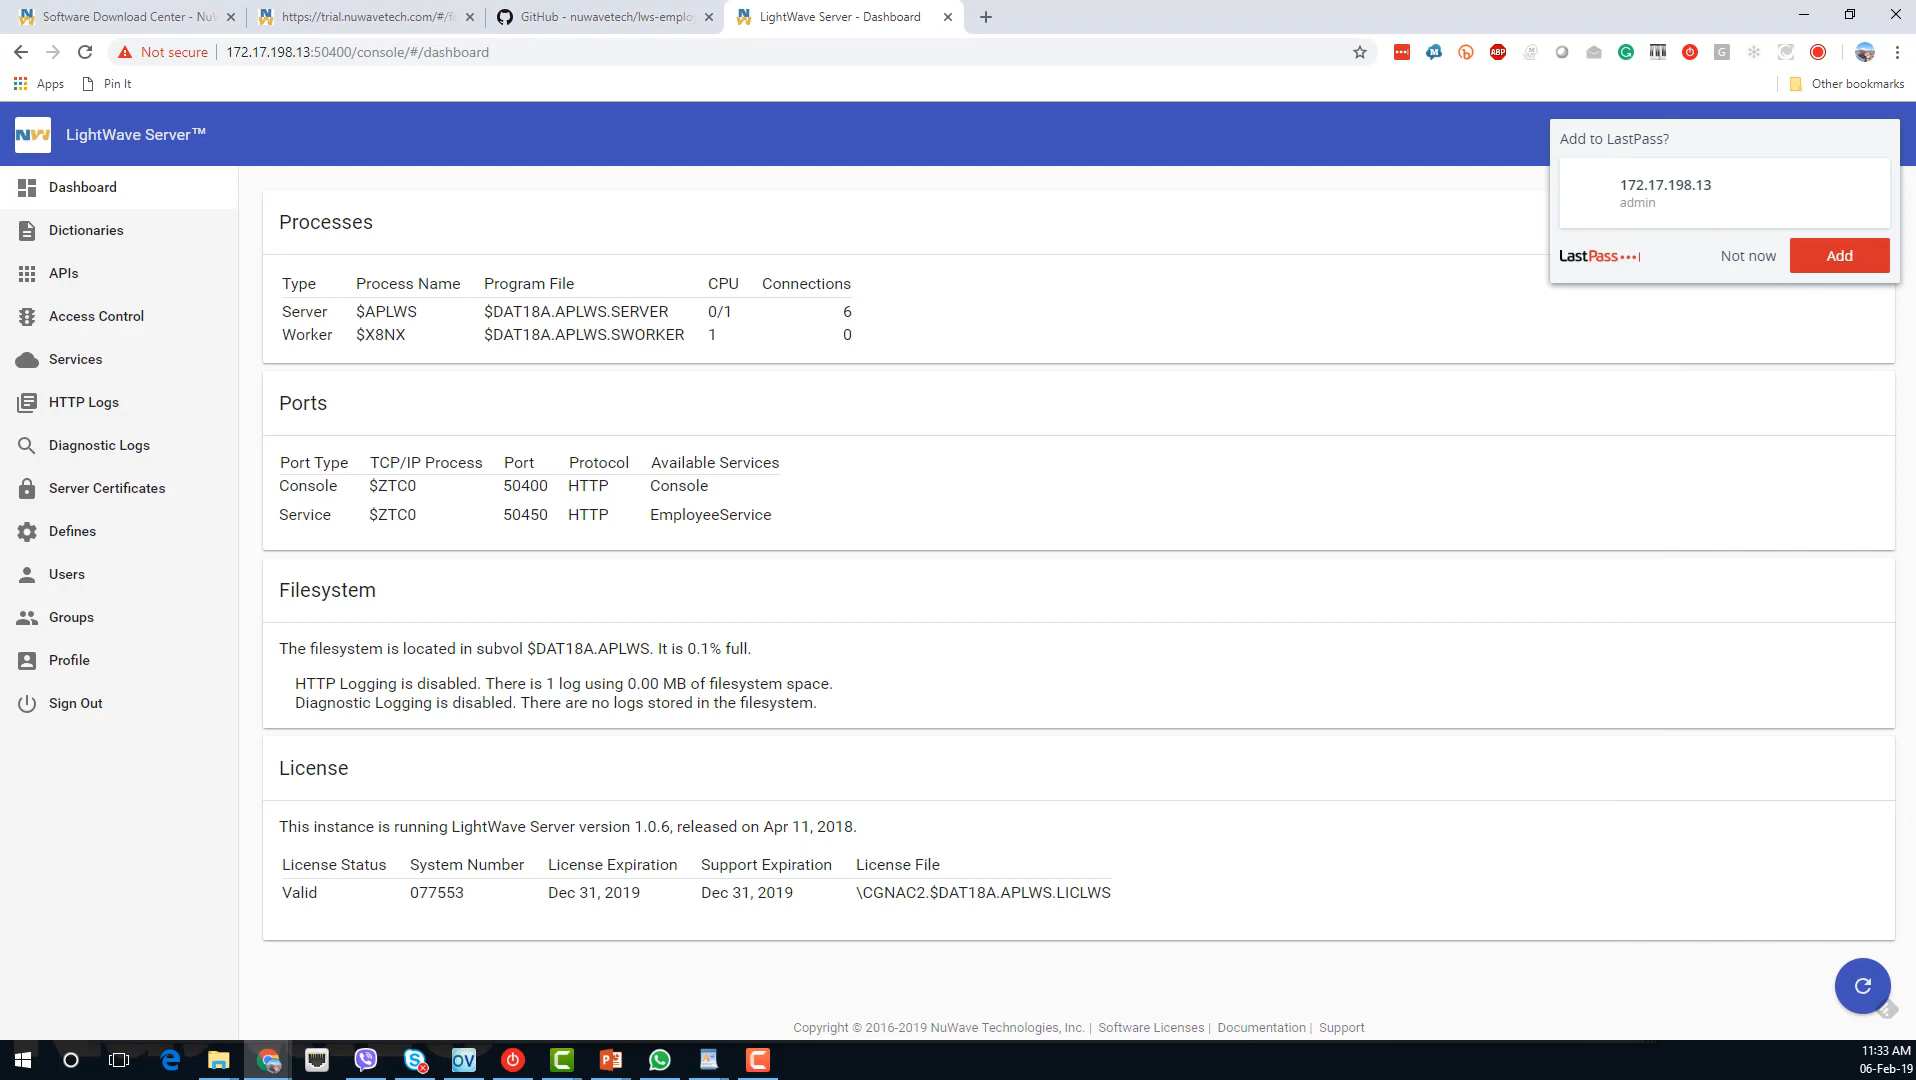 Software Download Center - NuW
https://trial.nuwavetech.com/#/fo
GitHub - nuwavetech/lws-emplo
LightWave Server - Dashboard
Not secure
172.17.198.13:50400/console/#/dashboard
Apps
Pin It
Other bookmarks
NW
LightWave Server™
Add to LastPass?
172.17.198.13
admin
LastPass•••|
Not now
Add
Dashboard
Dictionaries
APIs
Access Control
Services
HTTP Logs
Diagnostic Logs
Server Certificates
Defines
Users
Groups
Profile
Sign Out
Processes
Type Process Name Program File CPU Connections
Server $APLWS $DAT18A.APLWS.SERVER 0/1 6
Worker $X8NX $DAT18A.APLWS.SWORKER 1 0
Ports
Port Type TCP/IP Process Port Protocol Available Services
Console $ZTC0 50400 HTTP Console
Service $ZTC0 50450 HTTP EmployeeService
Filesystem
The filesystem is located in subvol $DAT18A.APLWS. It is 0.1% full.
HTTP Logging is disabled. There is 1 log using 0.00 MB of filesystem space.
Diagnostic Logging is disabled. There are no logs stored in the filesystem.
License
This instance is running LightWave Server version 1.0.6, released on Apr 11, 2018.
License Status System Number License Expiration Support Expiration License File
Valid 077553 Dec 31, 2019 Dec 31, 2019 \CGNAC2.$DAT18A.APLWS.LICLWS
Copyright © 2016-2019 NuWave Technologies, Inc. | Software Licenses | Documentation | Support
11:33 AM
06-Feb-19